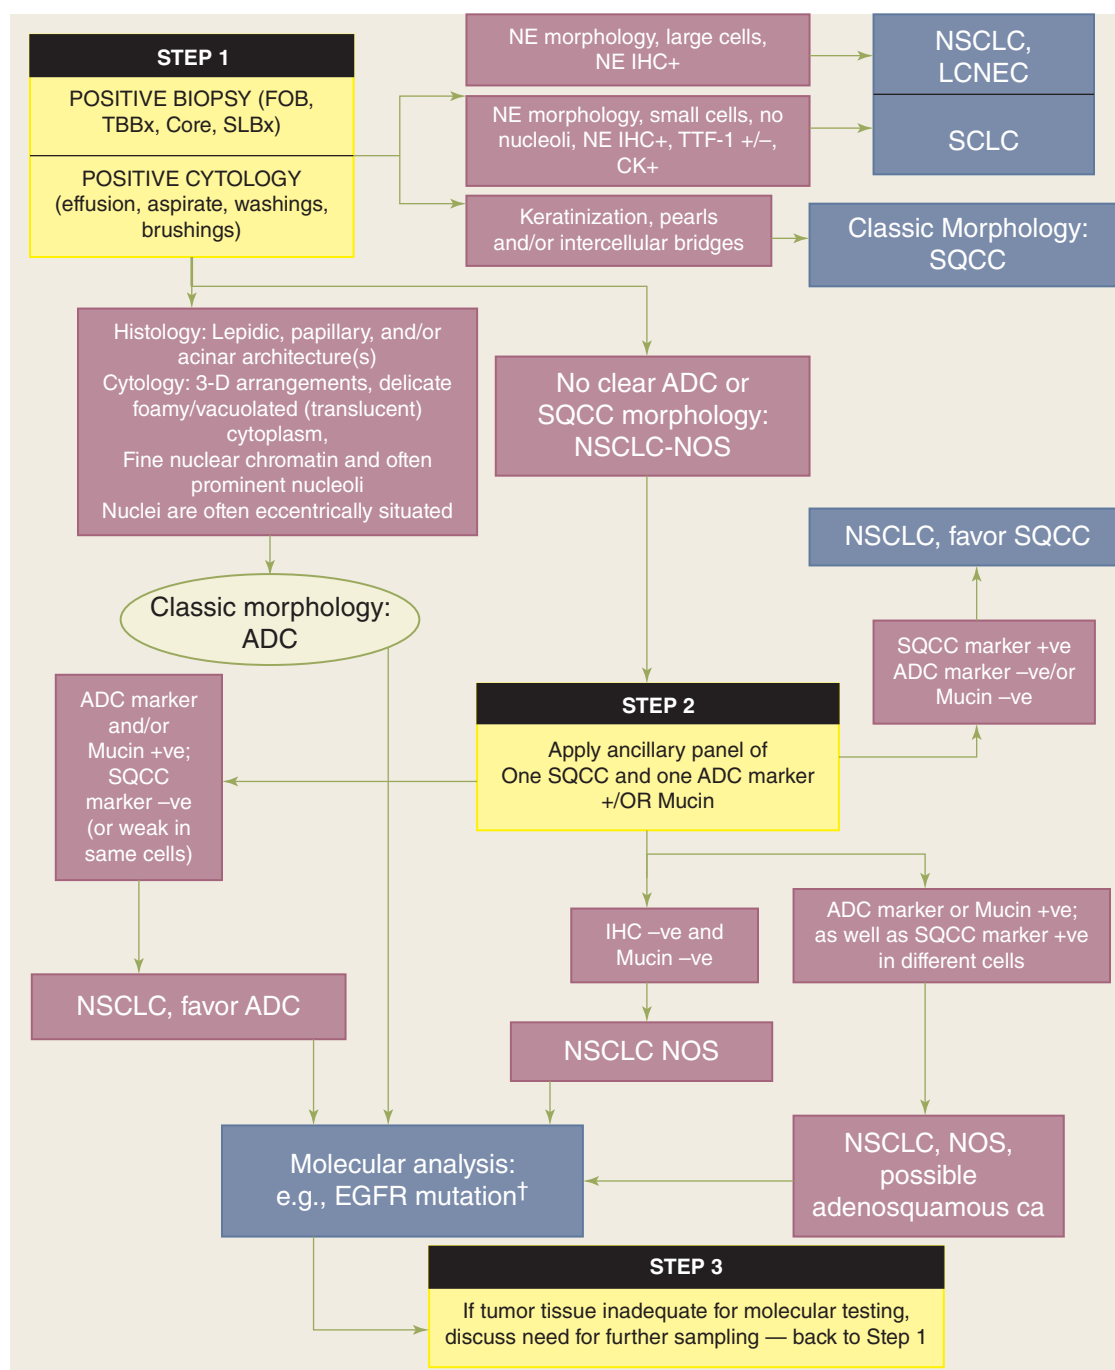 STEP 1
POSITIVE BIOPSY (FOB,
TBBx, Core, SLBx)
POSITIVE CYTOLOGY
(effusion, aspirate, washings,
brushings)
NE morphology, large cells,
NE IHC+
NSCLC,
LCNEC
NE morphology, small cells, no
nucleoli, NE IHC+, TTF-1 +/–,
CK+
SCLC
Keratinization, pearls
and/or intercellular bridges
Classic Morphology:
SQCC
Histology: Lepidic, papillary, and/or
acinar architecture(s)
Cytology: 3-D arrangements, delicate
foamy/vacuolated (translucent)
cytoplasm,
Fine nuclear chromatin and often
prominent nucleoli
Nuclei are often eccentrically situated
No clear ADC or
SQCC morphology:
NSCLC-NOS
NSCLC, favor SQCC
Classic morphology:
ADC
SQCC marker +ve
ADC marker –ve/or
Mucin –ve
ADC marker
and/or
Mucin +ve;
SQCC
marker –ve
(or weak in
same cells)
STEP 2
Apply ancillary panel of
One SQCC and one ADC marker
+/OR Mucin
IHC –ve and
Mucin –ve
ADC marker or Mucin +ve;
as well as SQCC marker +ve
in different cells
NSCLC, favor ADC
NSCLC NOS
Molecular analysis:
e.g., EGFR mutation†
NSCLC, NOS,
possible
adenosquamous ca
STEP 3
If tumor tissue inadequate for molecular testing,
discuss need for further sampling — back to Step 1